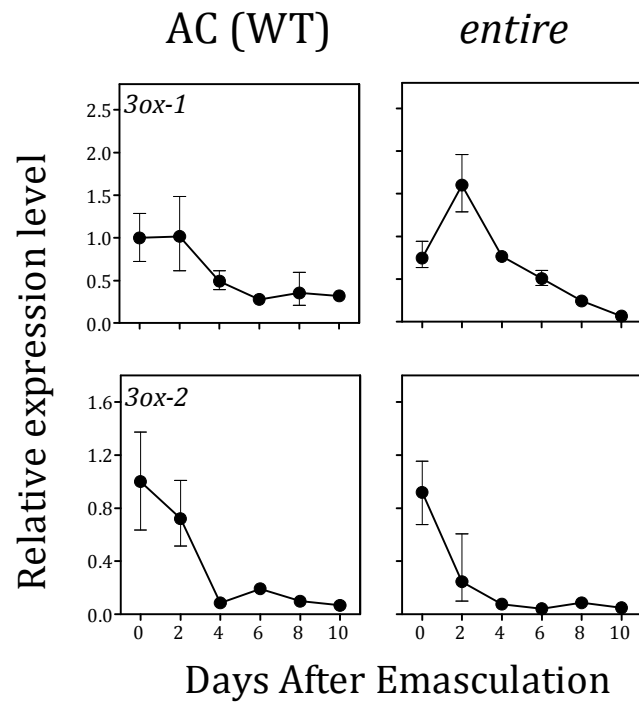 AC (WT) entire
3ox-1
2.5
2.0
1.5
1.0
0.5
0.0
3ox-2
1.6
1.2
0.8
0.4
0.0
0 2 4 6 8 10 0 2 4 6 8 10
Relative expression level
Days After Emasculation